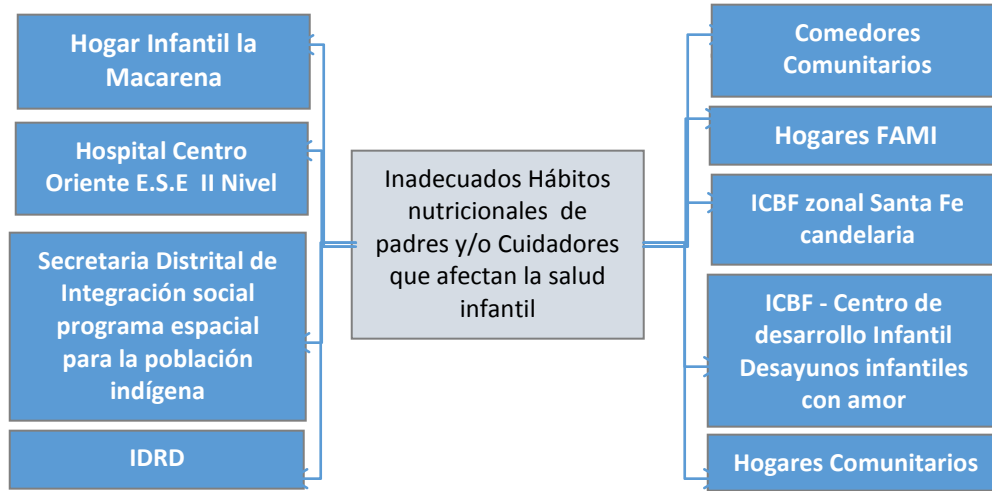 Hogar Infantil la
Macarena
Hospital Centro
Oriente E.S.E II Nivel
Secretaria Distrital de
Integración social
programa espacial
para la población
indígena
IDRD
Inadecuados Hábitos
nutricionales de
padres y/o Cuidadores
que afectan la salud
infantil
Comedores
Comunitarios
Hogares FAMI
ICBF zonal Santa Fe
candelaria
ICBF - Centro de
desarrollo Infantil
Desayunos infantiles
con amor
Hogares Comunitarios